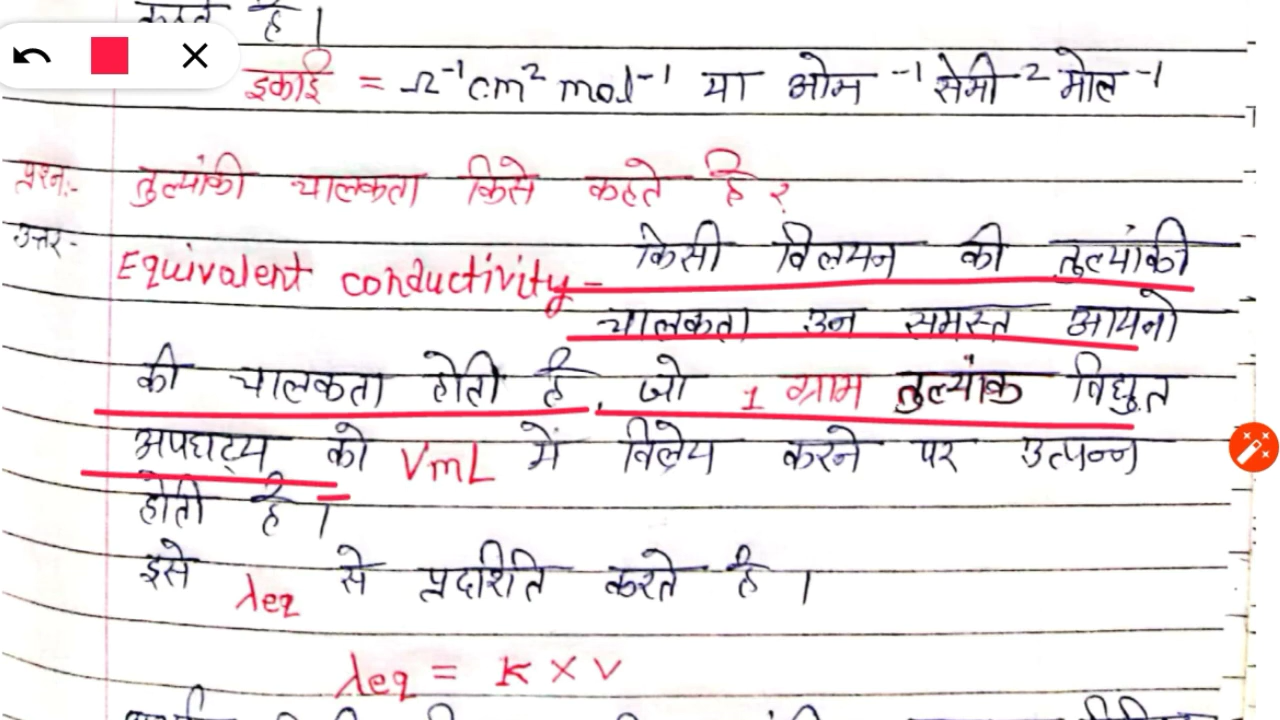 करते है।
इकाई = Ω⁻¹cm² mol⁻¹ या ओम ⁻¹ सेमी ² मोल ⁻¹
प्रश्न:- तुल्यांकी चालकता किसे कहते है ?
उत्तर- Equivalent conductivity - किसी विलयन की तुल्यांकी
चालकता उन समस्त आयनो
की चालकता होती है, जो 1 ग्राम तुल्यांक विद्युत
अपघट्य को VmL में विलेय करने पर उत्पन्न
होती है।
इसे λeq से प्रदर्शित करते है ।
λeq = K × V